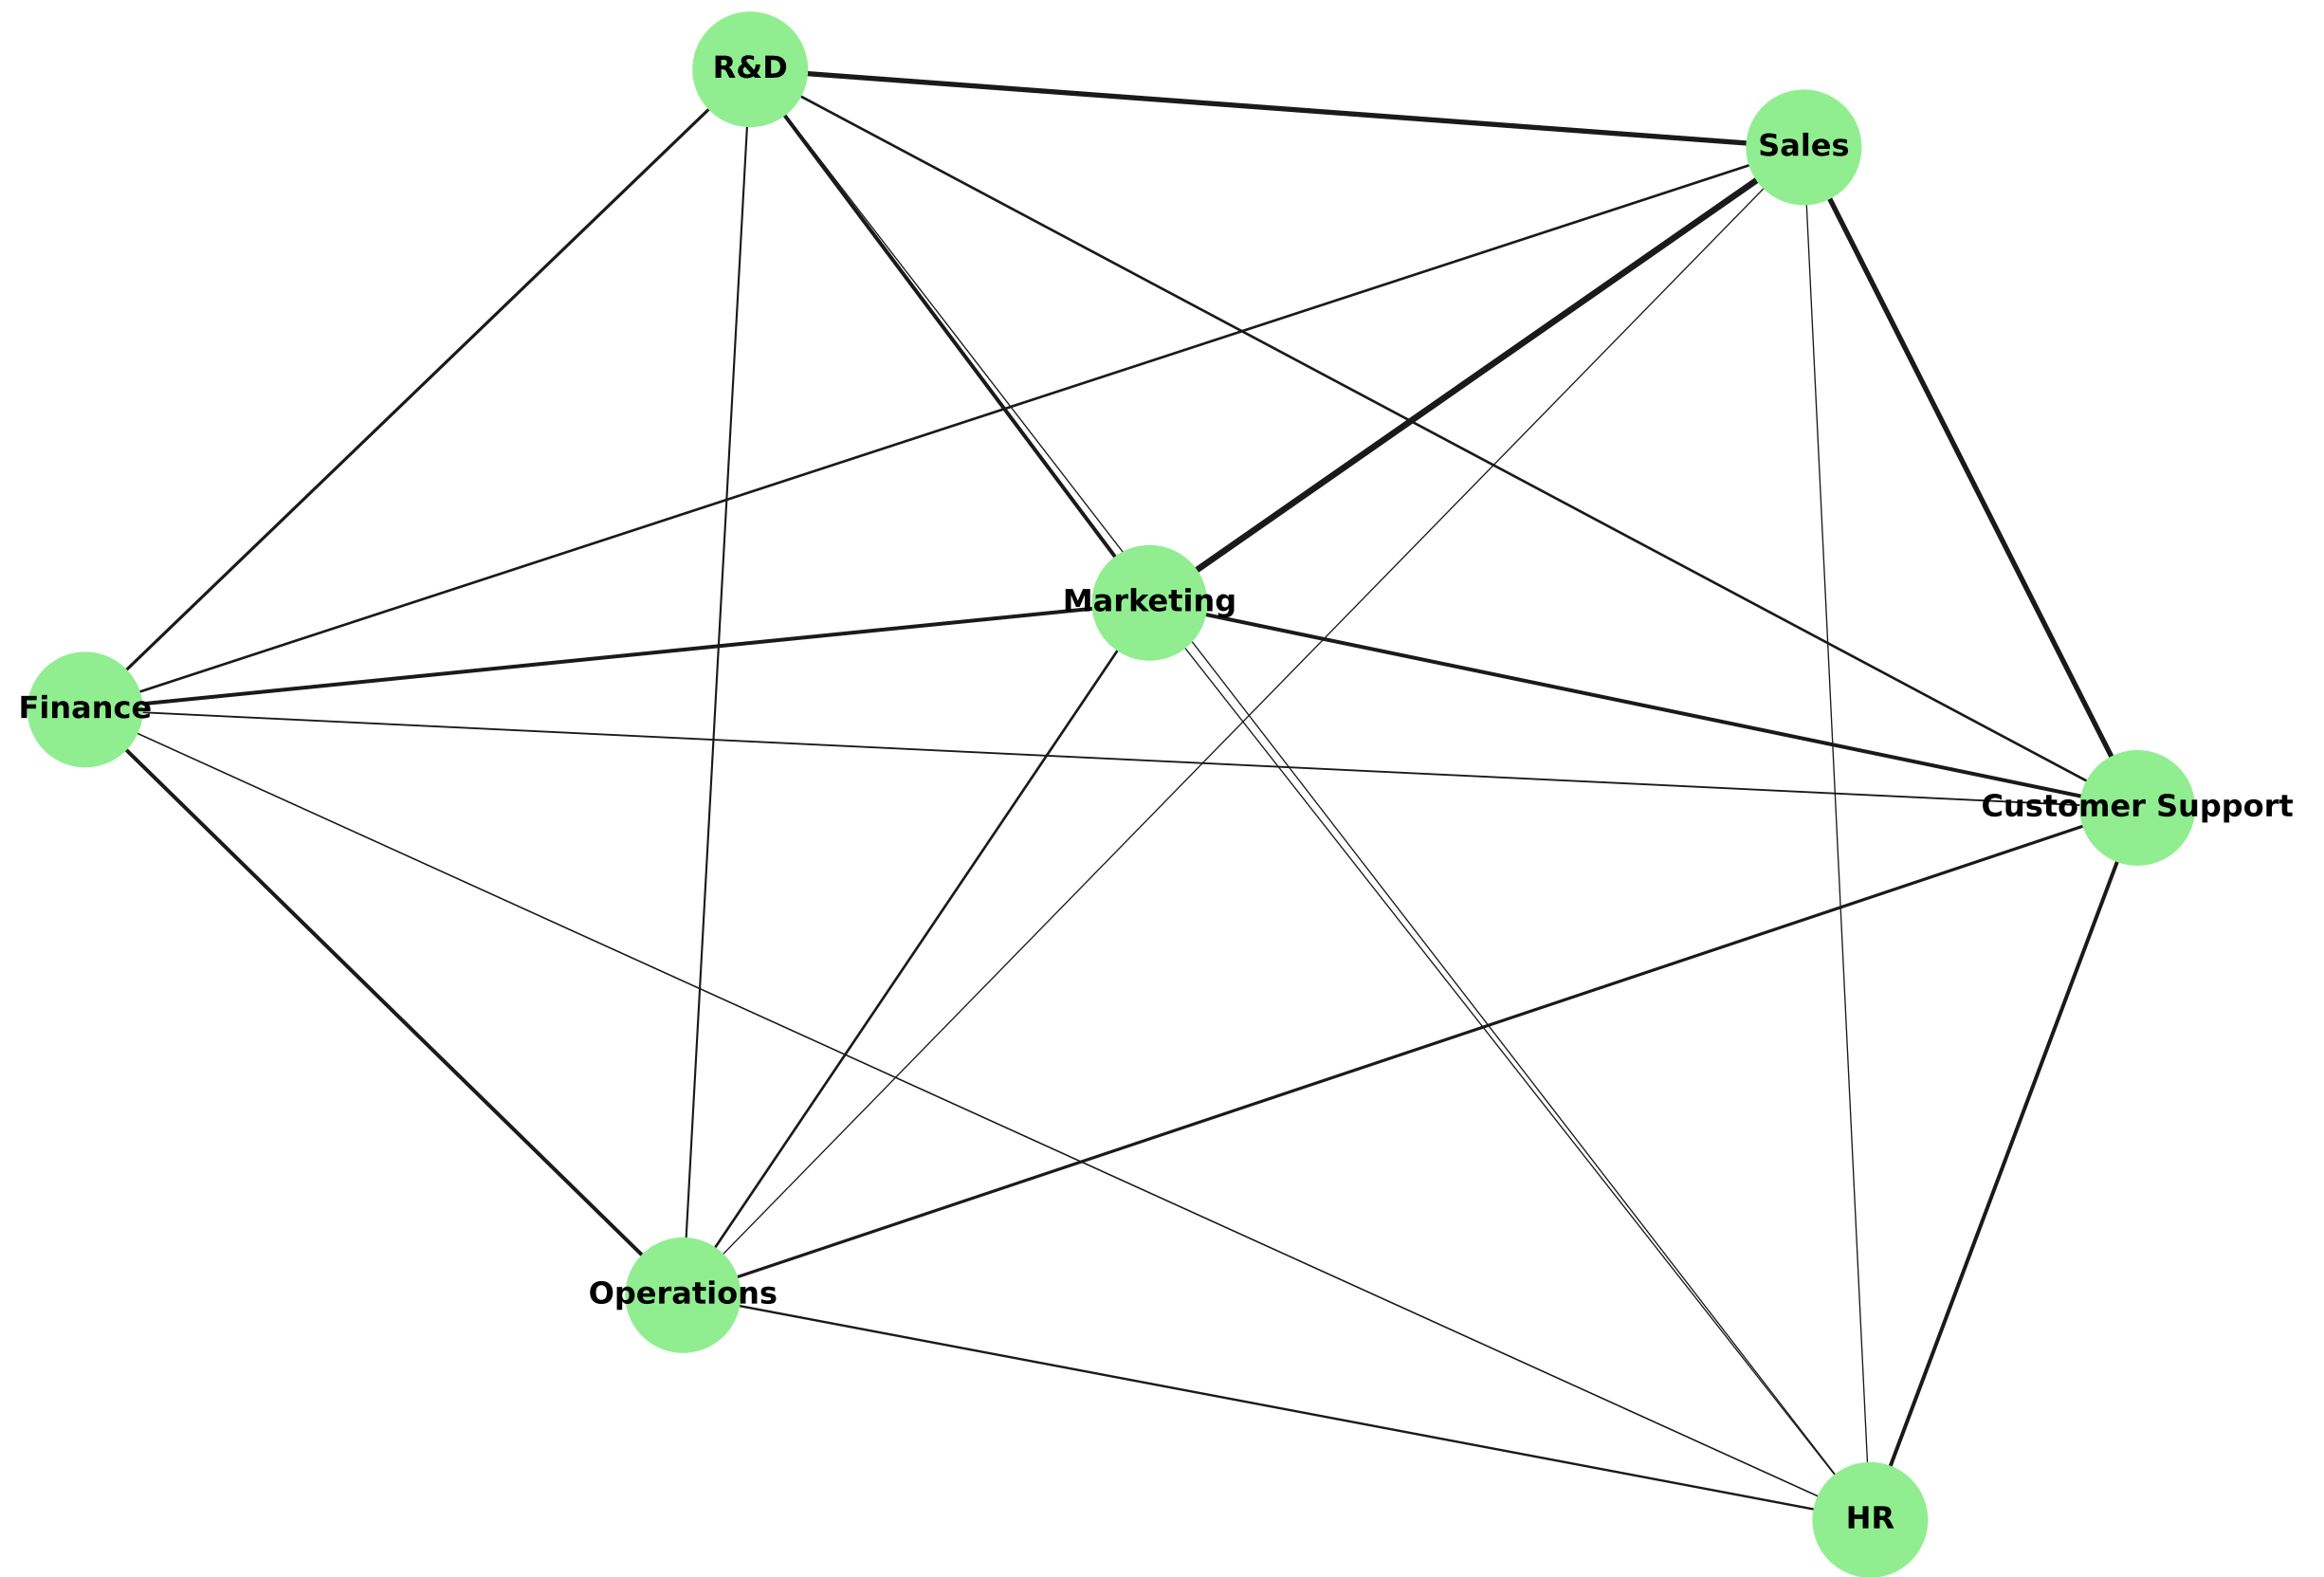 R&D
Sales
Marketing
Finance
Customer Support
Operations
HR